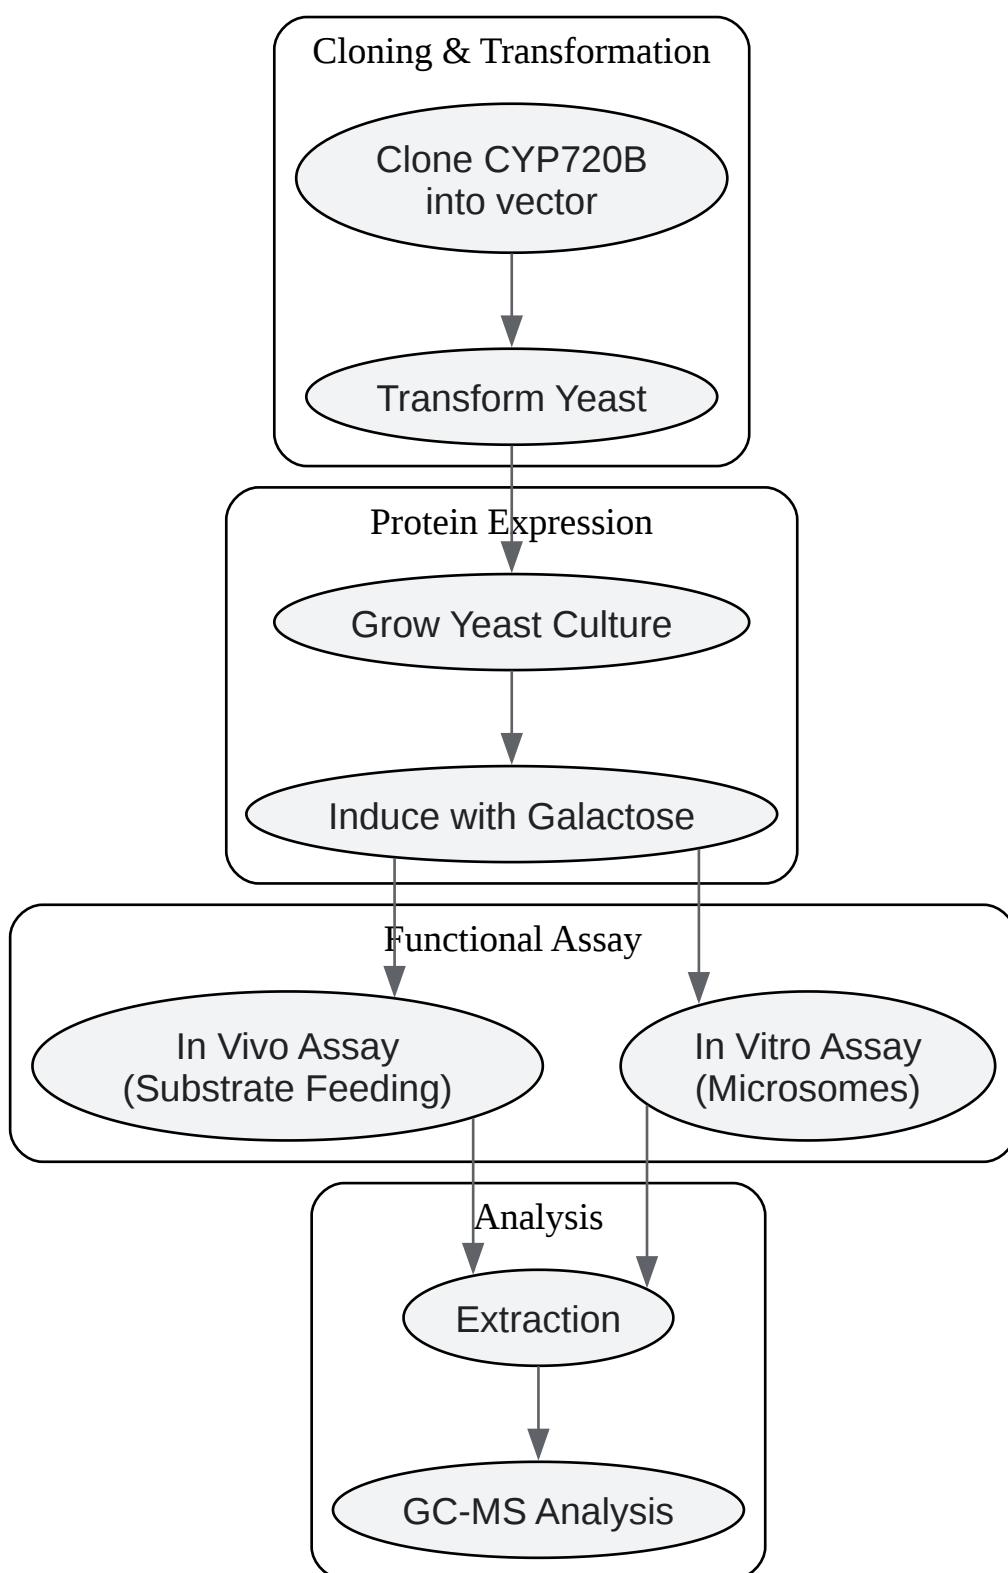 Cloning & Transformation
Clone CYP720B
into vector
Transform Yeast
Protein Expression
Grow Yeast Culture
Induce with Galactose
Functional Assay
In Vivo Assay
(Substrate Feeding)
In Vitro Assay
(Microsomes)
Analysis
Extraction
GC-MS Analysis